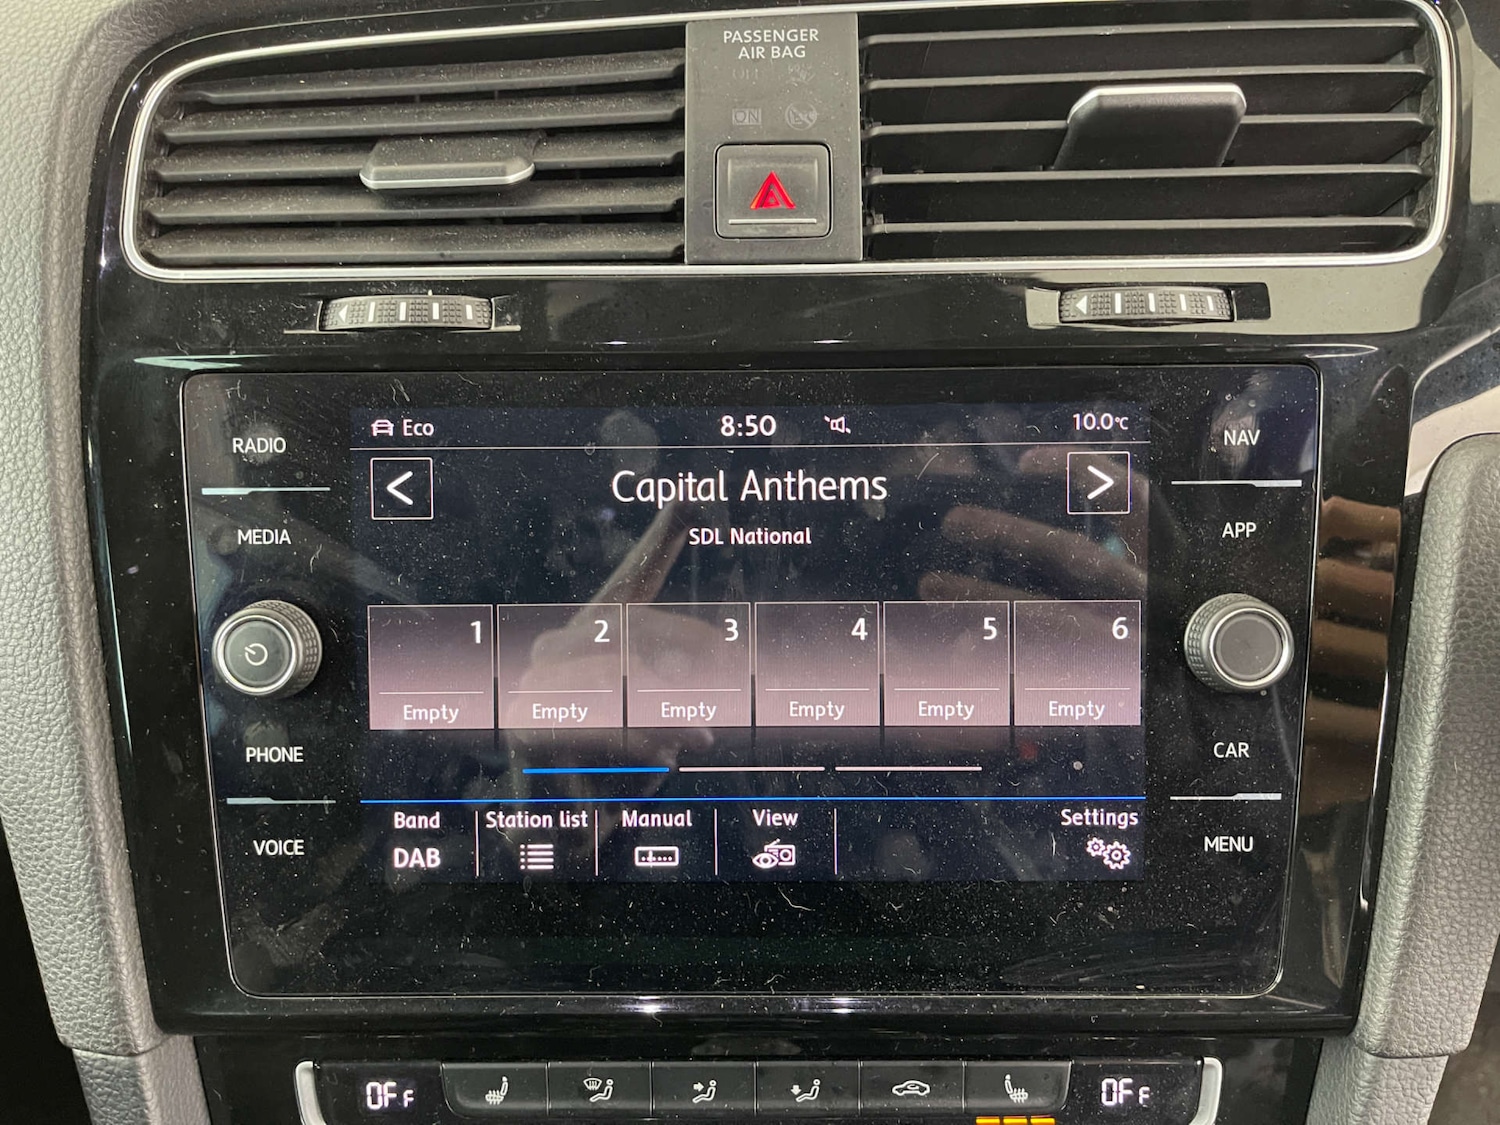 PASSENGER
AIR BAG
OFF
ON
RADIO
MEDIA
PHONE
VOICE
NAV
APP
CAR
MENU
Eco 8:50 10.0°C
< Capital Anthems >
SDL National
1 2 3 4 5 6
Empty Empty Empty Empty Empty Empty
Band Station list Manual View Settings
DAB
OFF OFF